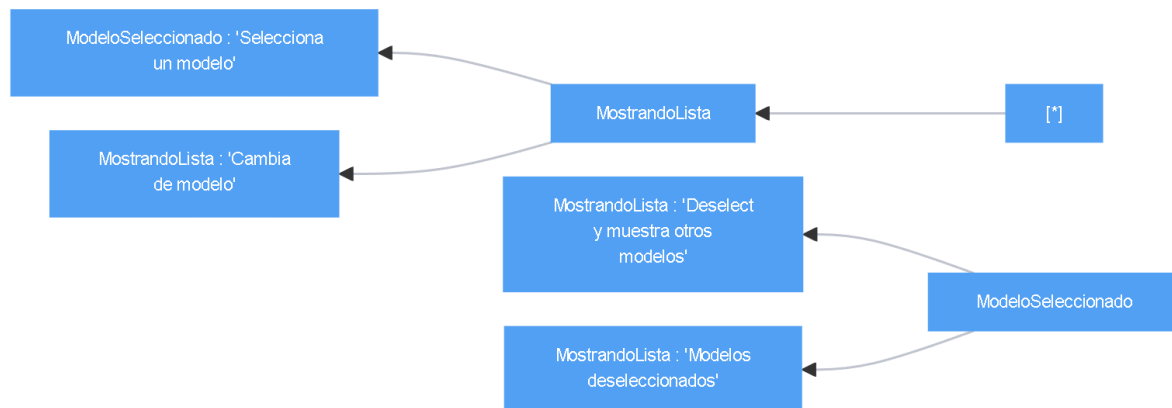 ModeloSeleccionado : 'Selecciona
un modelo'
MostrandoLista
[*]
MostrandoLista : 'Cambia
de modelo'
MostrandoLista : 'Deselect
y muestra otros
modelos'
ModeloSeleccionado
MostrandoLista : 'Modelos
deseleccionados'